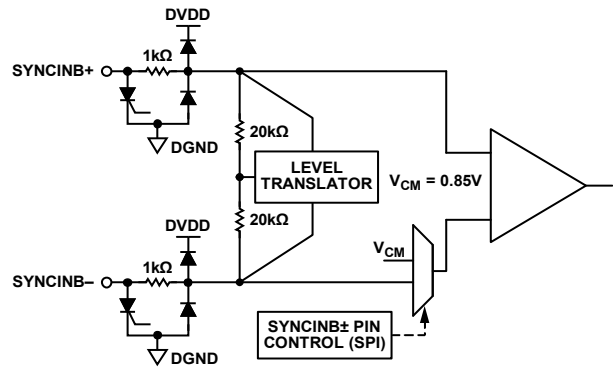 DVDD
1kΩ
SYNCINB+
DGND
20kΩ
LEVEL
TRANSLATOR
VCM = 0.85V
20kΩ
DVDD
1kΩ
VCM
SYNCINB–
DGND
SYNCINB± PIN
CONTROL (SPI)